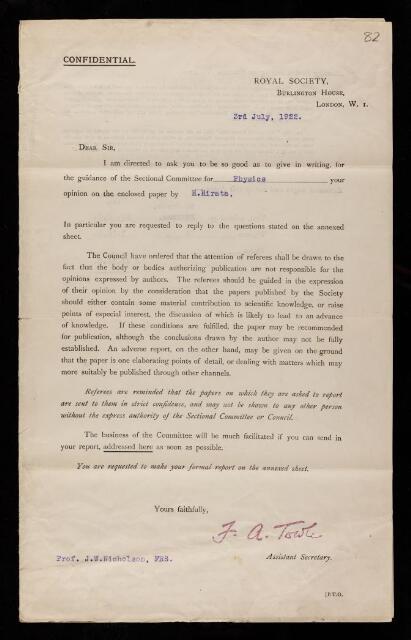 82
CONFIDENTIAL.
ROYAL SOCIETY,
BURLINGTON HOUSE,
LONDON, W. 1.
3rd July, 1922.
DEAR SIR,
I am directed to ask you to be so good as to give in writing, for
the guidance of the Sectional Committee for Physics your
opinion on the enclosed paper by H.Hirata.
In particular you are requested to reply to the questions stated on the annexed
sheet.
The Council have ordered that the attention of referees shall be drawn to the
fact that the body or bodies authorizing publication are not responsible for the
opinions expressed by authors. The referees should be guided in the expression
of their opinion by the consideration that the papers published by the Society
should either contain some material contribution to scientific knowledge, or raise
points of especial interest, the discussion of which is likely to lead to an advance
of knowledge. If these conditions are fulfilled, the paper may be recommended
for publication, although the conclusions drawn by the author may not be fully
established. An adverse report, on the other hand, may be given on the ground
that the paper is one elaborating points of detail, or dealing with matters which may
more suitably be published through other channels.
Referees are reminded that the papers on which they are asked to report
are sent to them in strict confidence, and may not be shown to any other person
without the express authority of the Sectional Committee or Council.
The business of the Committee will be much facilitated if you can send in
your report, addressed here as soon as possible.
You are requested to make your formal report on the annexed sheet.
Yours faithfully,
F. A. Towle
Assistant Secretary.
Prof. J.W.Nicholson, FRS.
[P.T.O.